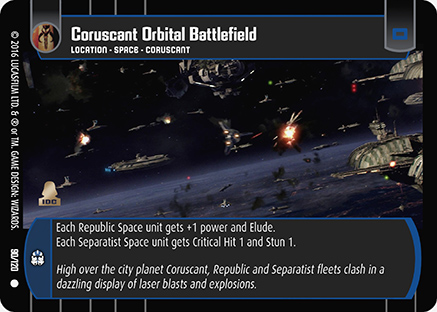 Coruscant Orbital Battlefield
LOCATION - SPACE - CORUSCANT
© 2016 LUCASFILM LTD. & ® OR TM. GAME DESIGN: WIZARDS.
90/120
IDC
Each Republic Space unit gets +1 power and Elude.
Each Separatist Space unit gets Critical Hit 1 and Stun 1.
High over the city planet Coruscant, Republic and Separatist fleets clash in a
dazzling display of laser blasts and explosions.